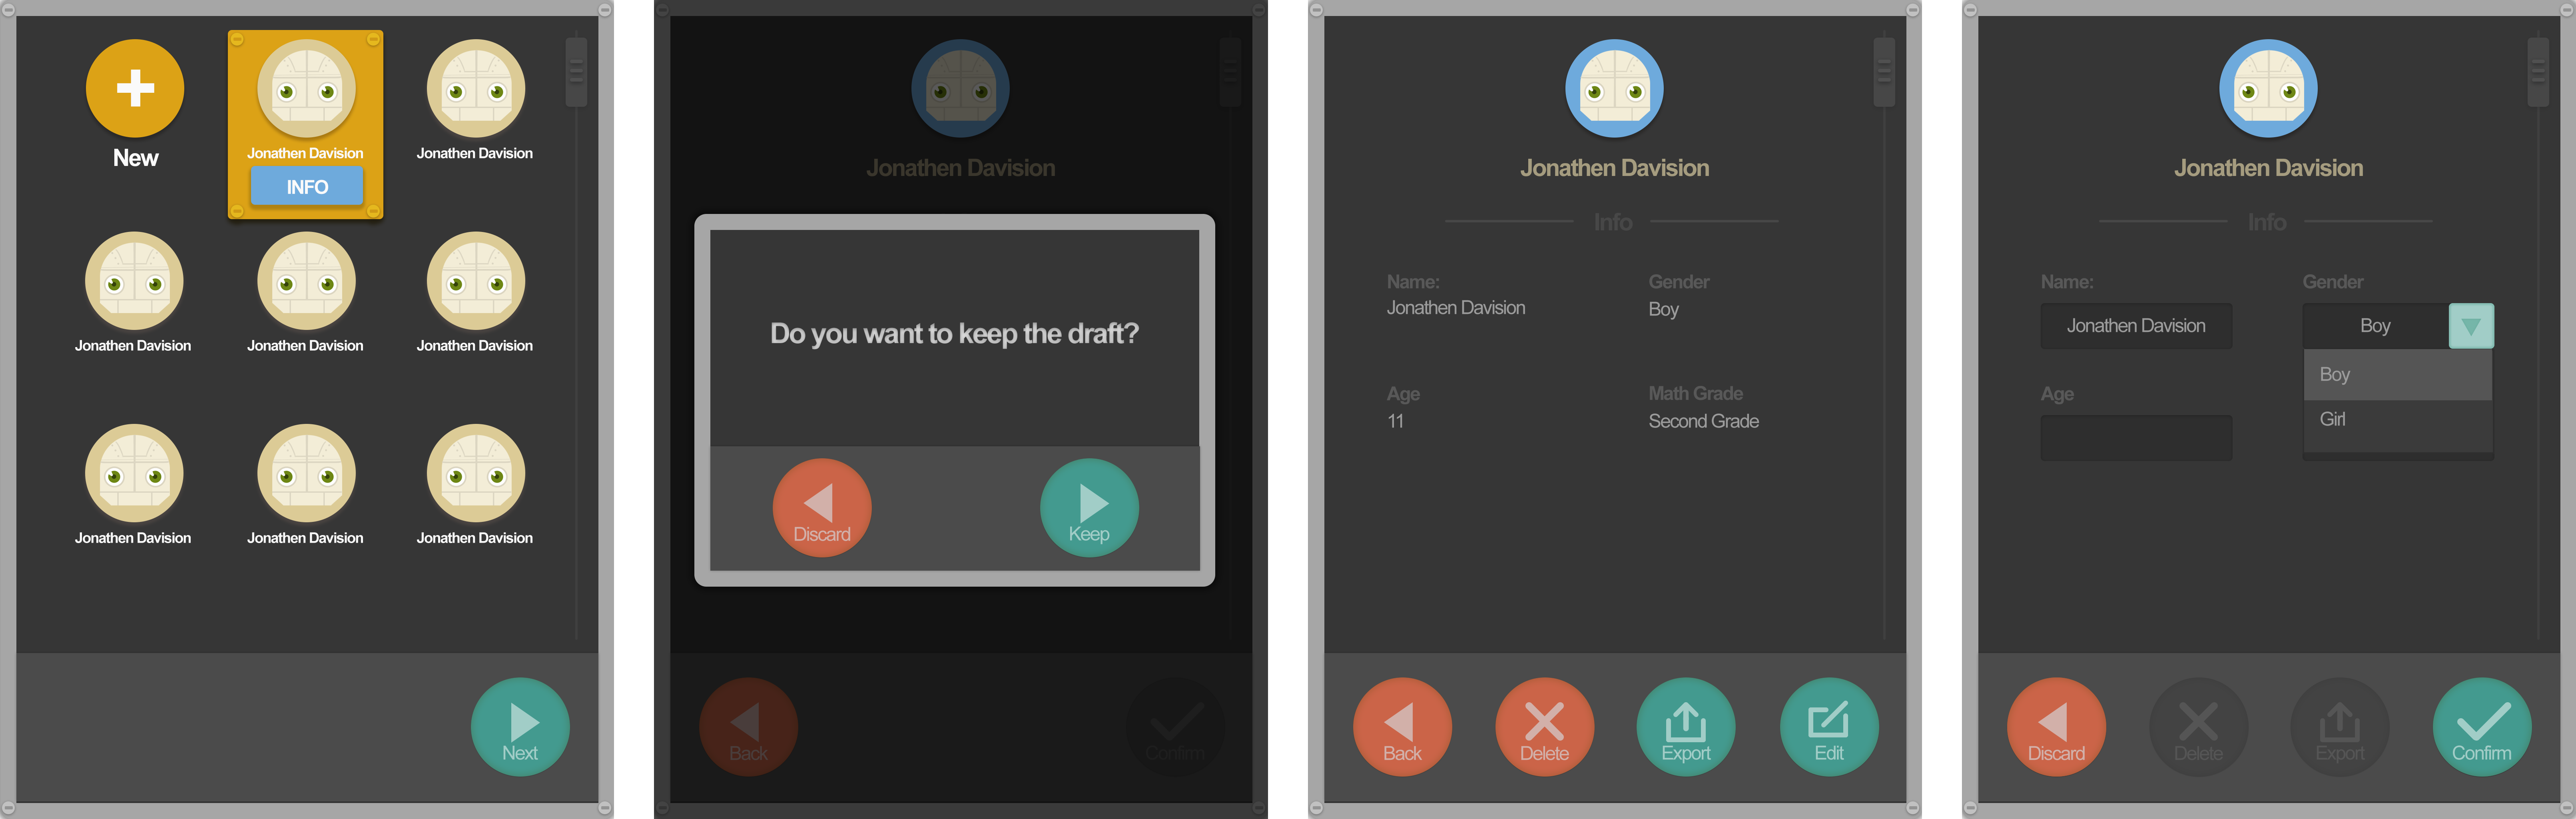 New
Jonathen Davision
INFO
Jonathen Davision
Jonathen Davision
Jonathen Davision
Jonathen Davision
Jonathen Davision
Jonathen Davision
Jonathen Davision
Next
Jonathen Davision
Do you want to keep the draft?
Discard
Keep
Back
Confirm
Jonathen Davision
Info
Name:
Jonathen Davision
Gender
Boy
Age
11
Math Grade
Second Grade
Back
Delete
Export
Edit
Jonathen Davision
Info
Name:
Jonathen Davision
Gender
Boy
Boy
Girl
Age
Discard
Delete
Export
Confirm